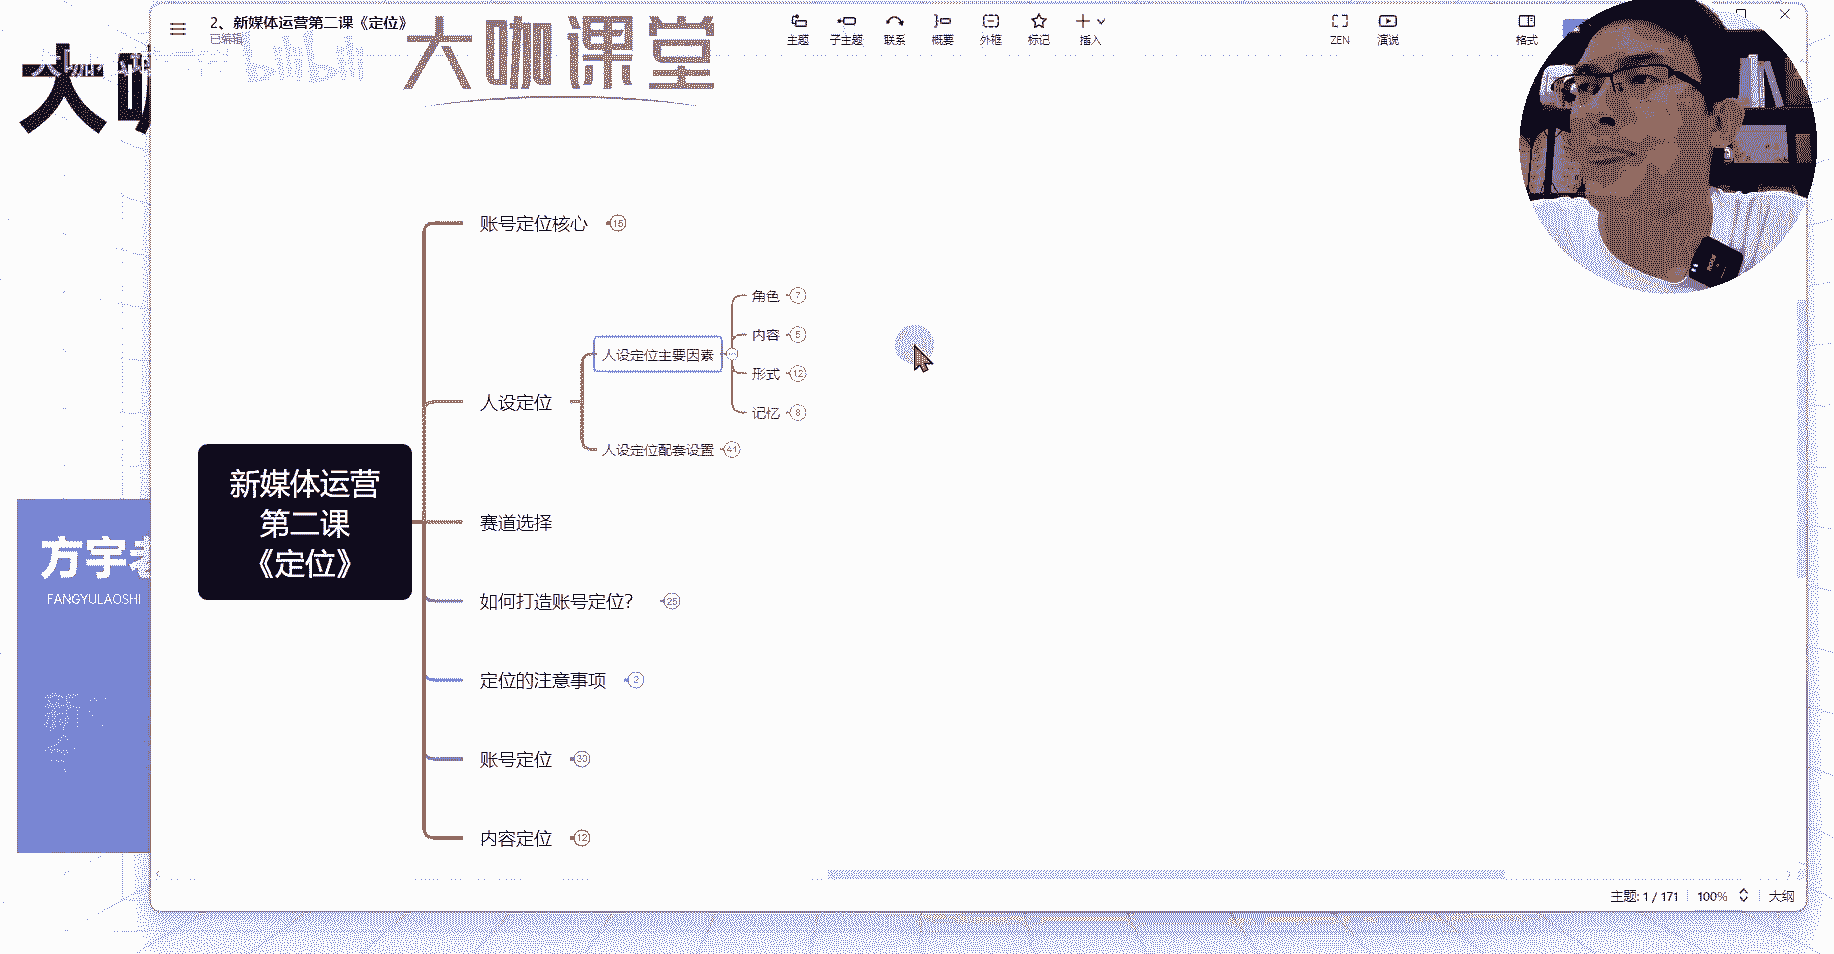 2、新媒体运营第二课《定位》
已编辑
bilibili
大咖课堂
主题
子主题
联系
概要
外框
标记
插入
ZEN
演说
格式
大咖
账号定位核心 15
角色 7
内容 5
人设定位主要因素
形式 12
人设定位
记忆 8
人设定位配套设置 41
新媒体运营
第二课
《定位》
赛道选择
方宇老
FANGYULAOSHI
如何打造账号定位? 25
定位的注意事项 2
账号定位 30
内容定位 12
主题: 1 / 171
100%
大纲